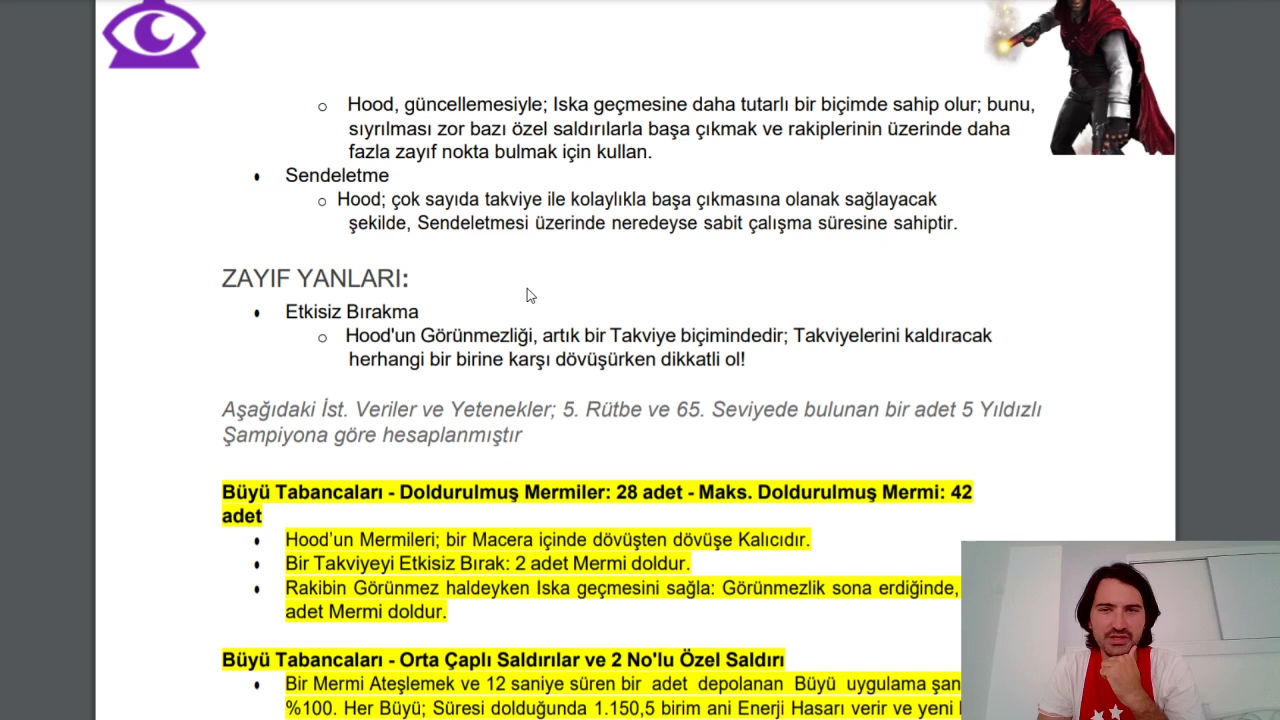 Hood, güncellemesiyle; Iska geçmesine daha tutarlı bir biçimde sahip olur; bunu,
sıyrılması zor bazı özel saldırılarla başa çıkmak ve rakiplerinin üzerinde daha
fazla zayıf nokta bulmak için kullan.
Sendeletme
Hood; çok sayıda takviye ile kolaylıkla başa çıkmasına olanak sağlayacak
şekilde, Sendeletmesi üzerinde neredeyse sabit çalışma süresine sahiptir.
ZAYIF YANLARI:
Etkisiz Bırakma
Hood'un Görünmezliği, artık bir Takviye biçimindedir; Takviyelerini kaldıracak
herhangi bir birine karşı dövüşürken dikkatli ol!
Aşağıdaki İst. Veriler ve Yetenekler; 5. Rütbe ve 65. Seviyede bulunan bir adet 5 Yıldızlı
Şampiyona göre hesaplanmıştır
Büyü Tabancaları - Doldurulmuş Mermiler: 28 adet - Maks. Doldurulmuş Mermi: 42
adet
Hood’un Mermileri; bir Macera içinde dövüşten dövüşe Kalıcıdır.
Bir Takviyeyi Etkisiz Bırak: 2 adet Mermi doldur.
Rakibin Görünmez haldeyken Iska geçmesini sağla: Görünmezlik sona erdiğinde,
adet Mermi doldur.
Büyü Tabancaları - Orta Çaplı Saldırılar ve 2 No'lu Özel Saldırı
Bir Mermi Ateşlemek ve 12 saniye süren bir adet depolanan Büyü uygulama
%100. Her Büyü; Süresi dolduğunda 1.150,5 birim ani Enerji Hasarı verir ve yeni